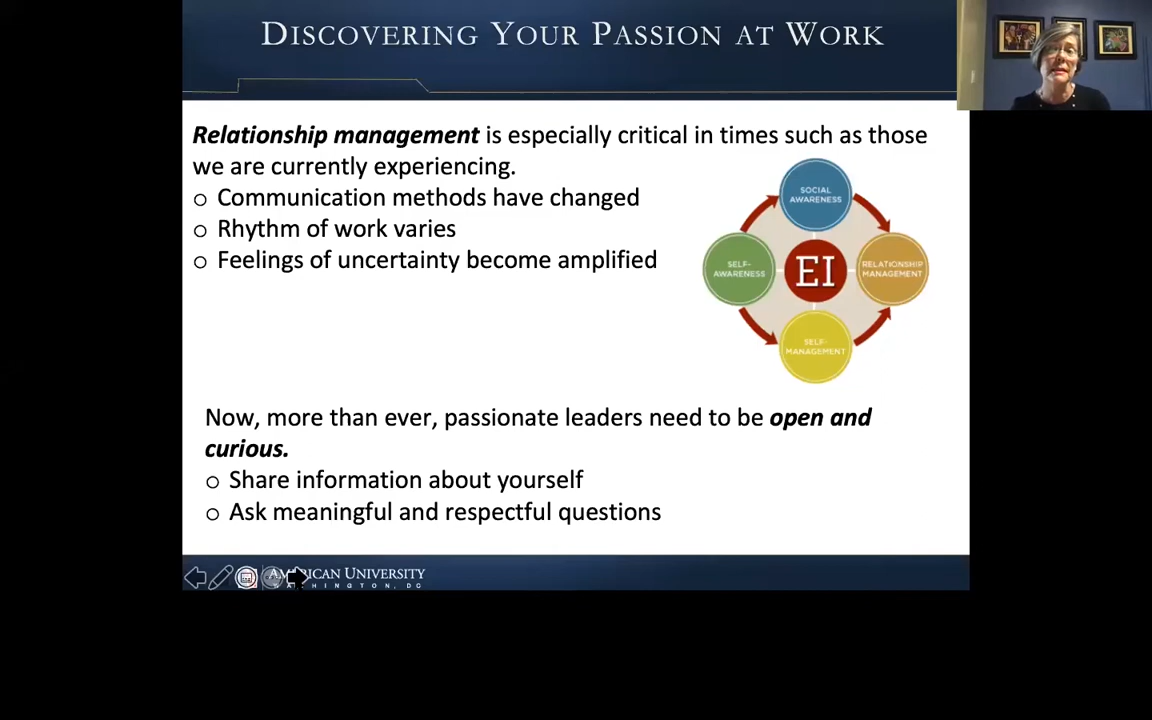 DISCOVERING YOUR PASSION AT WORK
Relationship management is especially critical in times such as those
we are currently experiencing.
o Communication methods have changed
o Rhythm of work varies
o Feelings of uncertainty become amplified
SOCIAL
AWARENESS
SELF-
AWARENESS
EI
RELATIONSHIP
MANAGEMENT
SELF-
MANAGEMENT
Now, more than ever, passionate leaders need to be open and
curious.
o Share information about yourself
o Ask meaningful and respectful questions
AMERICAN UNIVERSITY
WASHINGTON, DC